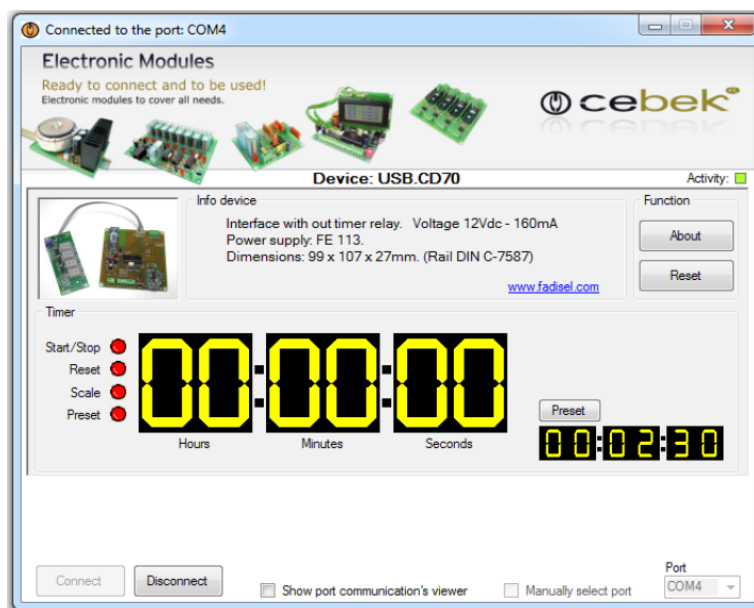 Connected to the port: COM4
Electronic Modules
Ready to connect and to be used!
Electronic modules to cover all needs.
cebek
Device: USB.CD70
Activity:
Info device
Interface with out timer relay. Voltage 12Vdc - 160mA
Power supply: FE 113.
Dimensions: 99 x 107 x 27mm. (Rail DIN C-7587)
www.fadisel.com
Function
About
Reset
Timer
Start/Stop
Reset
Scale
Preset
00:00:00
Hours Minutes Seconds
Preset
00:02:30
Connect
Disconnect
Show port communication's viewer
Manually select port
Port
COM4